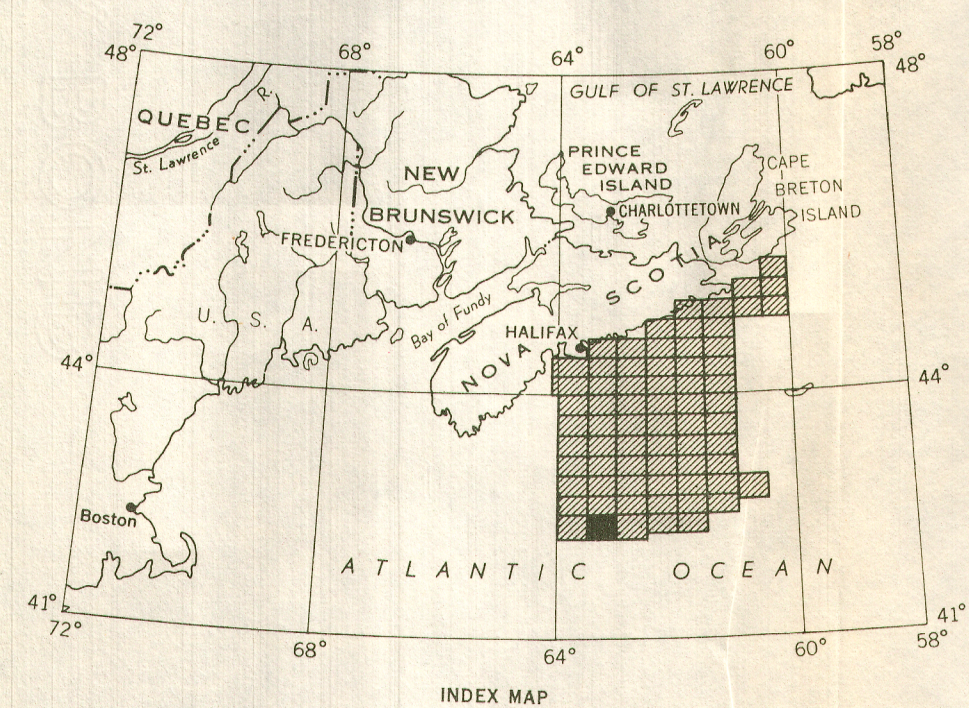 72° 68° 64° 60° 58°
48° 48°
GULF OF ST. LAWRENCE
R.
QUEBEC
St. Lawrence
PRINCE
EDWARD
ISLAND
CAPE
BRETON
ISLAND
NEW
BRUNSWICK
CHARLOTTETOWN
FREDERICTON
U. S. A.
Bay of Fundy
NOVA SCOTIA
HALIFAX
44° 44°
Boston
ATLANTIC OCEAN
41° 41°
72° 68° 64° 60° 58°
INDEX MAP